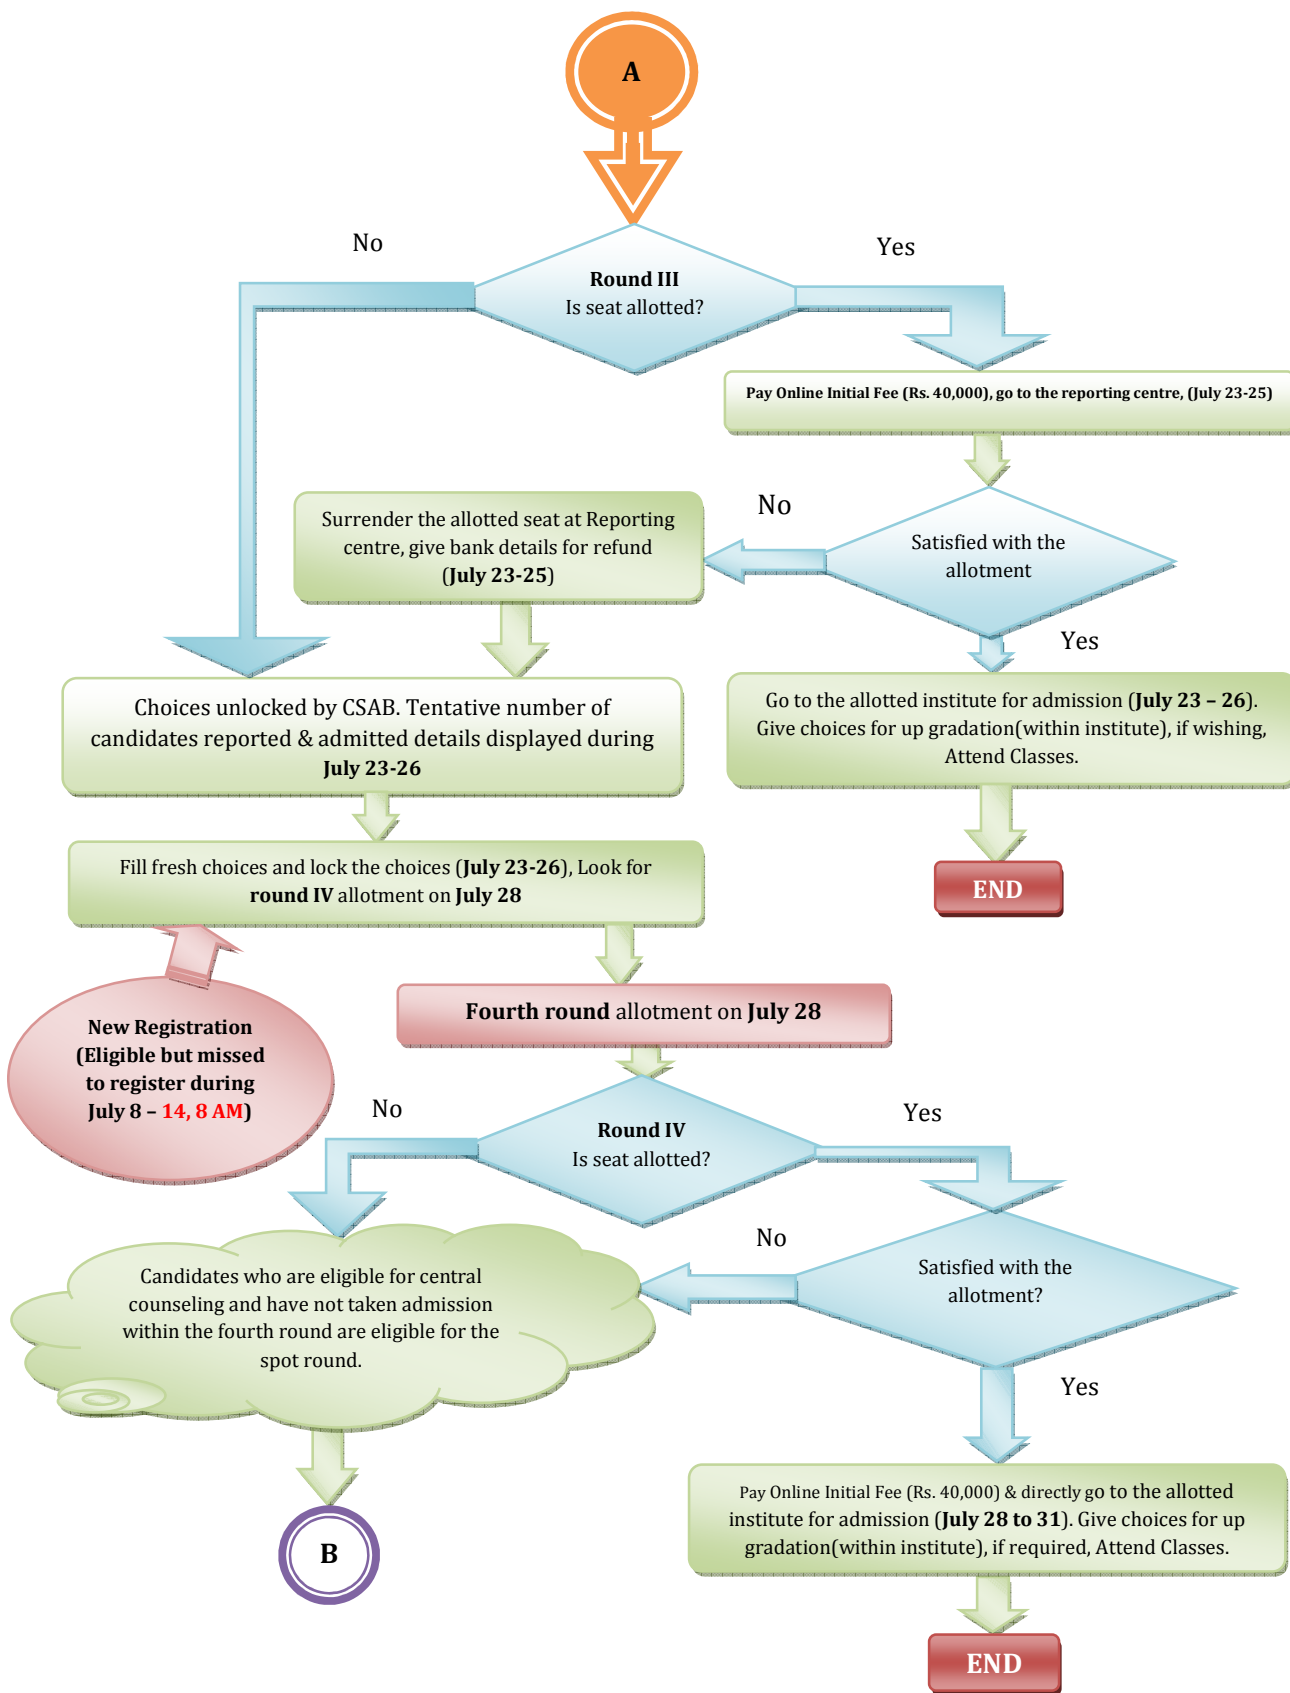 A
No
Yes
Round III
Is seat allotted?
Pay Online Initial Fee (Rs. 40,000), go to the reporting centre, (July 23-25)
No
Surrender the allotted seat at Reporting
centre, give bank details for refund
(July 23-25)
Satisfied with the
allotment
Yes
Choices unlocked by CSAB. Tentative number of
candidates reported & admitted details displayed during
July 23-26
Go to the allotted institute for admission (July 23 – 26).
Give choices for up gradation(within institute), if wishing,
Attend Classes.
Fill fresh choices and lock the choices (July 23-26), Look for
round IV allotment on July 28
END
New Registration
(Eligible but missed
to register during
July 8 – 14, 8 AM)
Fourth round allotment on July 28
No
Yes
Round IV
Is seat allotted?
No
Satisfied with the
allotment?
Candidates who are eligible for central
counseling and have not taken admission
within the fourth round are eligible for the
spot round.
Yes
B
Pay Online Initial Fee (Rs. 40,000) & directly go to the allotted
institute for admission (July 28 to 31). Give choices for up
gradation(within institute), if required, Attend Classes.
END